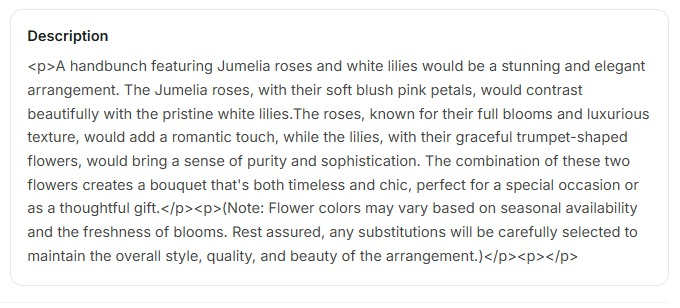 Description
<p>A handbunch featuring Jumelia roses and white lilies would be a stunning and elegant
arrangement. The Jumelia roses, with their soft blush pink petals, would contrast
beautifully with the pristine white lilies.The roses, known for their full blooms and luxurious
texture, would add a romantic touch, while the lilies, with their graceful trumpet-shaped
flowers, would bring a sense of purity and sophistication. The combination of these two
flowers creates a bouquet that's both timeless and chic, perfect for a special occasion or
as a thoughtful gift.</p><p>(Note: Flower colors may vary based on seasonal availability
and the freshness of blooms. Rest assured, any substitutions will be carefully selected to
maintain the overall style, quality, and beauty of the arrangement.)</p><p></p>